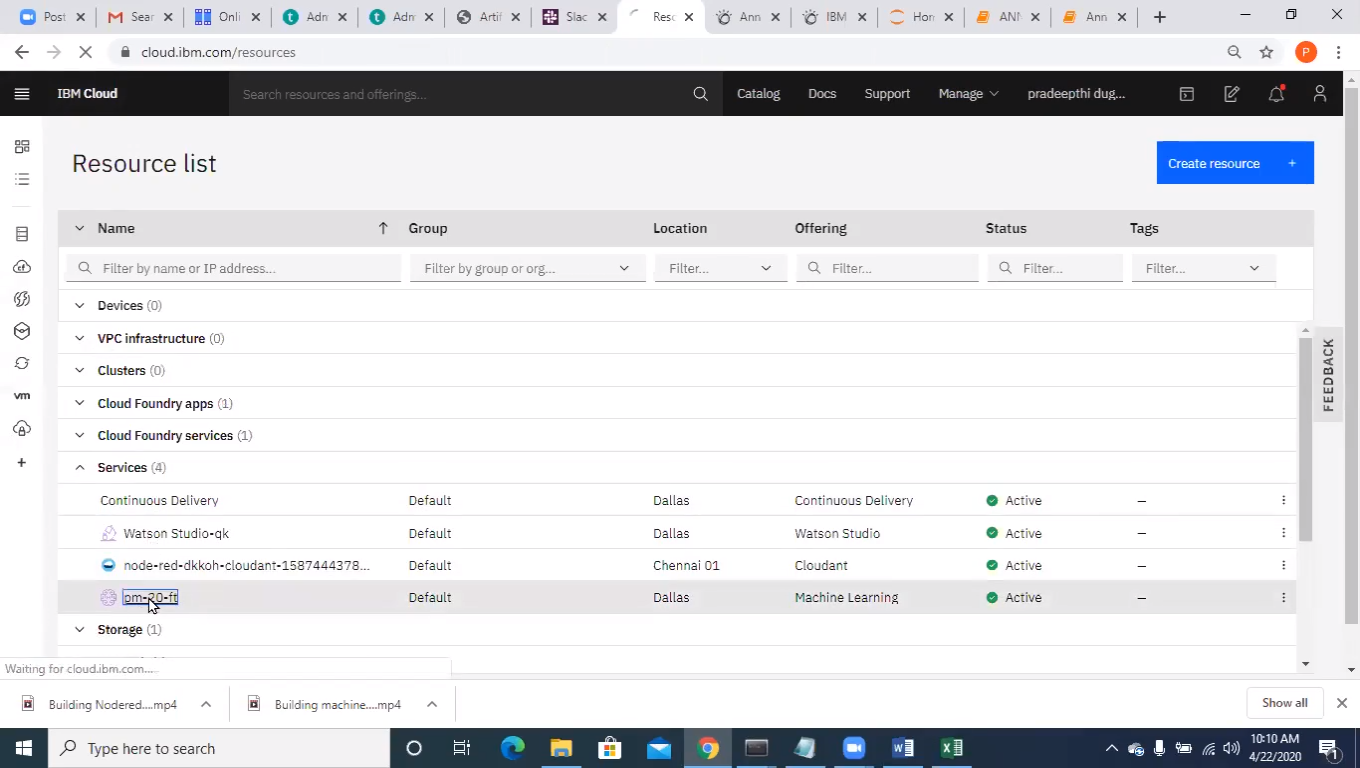 Post
Sear
Onli
Adm
Adm
Artif
Slac
Resc
Ann
IBM
Hom
ANN
Ann
cloud.ibm.com/resources
P
IBM Cloud
Search resources and offerings...
Catalog
Docs
Support
Manage
pradeepthi dug...
Resource list
Create resource +
Name
Group
Location
Offering
Status
Tags
Filter by name or IP address...
Filter by group or org...
Filter...
Filter...
Filter...
Filter...
Devices (0)
VPC infrastructure (0)
Clusters (0)
Cloud Foundry apps (1)
Cloud Foundry services (1)
Services (4)
Continuous Delivery Default Dallas Continuous Delivery Active –
Watson Studio-qk Default Dallas Watson Studio Active –
node-red-dkkoh-cloudant-1587444378... Default Chennai 01 Cloudant Active –
pm-20-ft Default Dallas Machine Learning Active –
Storage (1)
vm
FEEDBACK
Waiting for cloud.ibm.com...
Building Nodered....mp4
Building machine....mp4
Show all
Type here to search
10:10 AM
4/22/2020
1